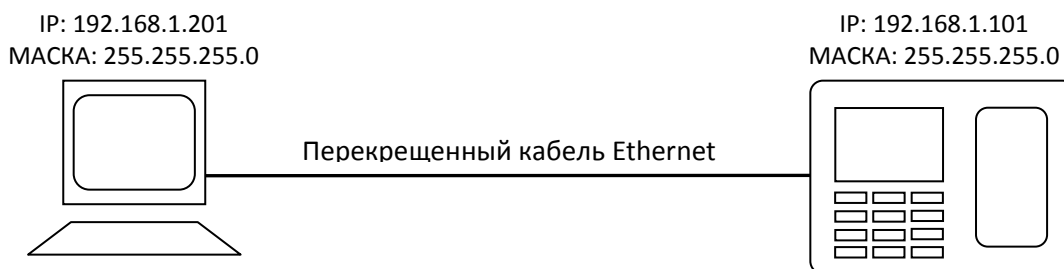 IP: 192.168.1.201
МАСКА: 255.255.255.0
IP: 192.168.1.101
МАСКА: 255.255.255.0
Перекрещенный кабель Ethernet